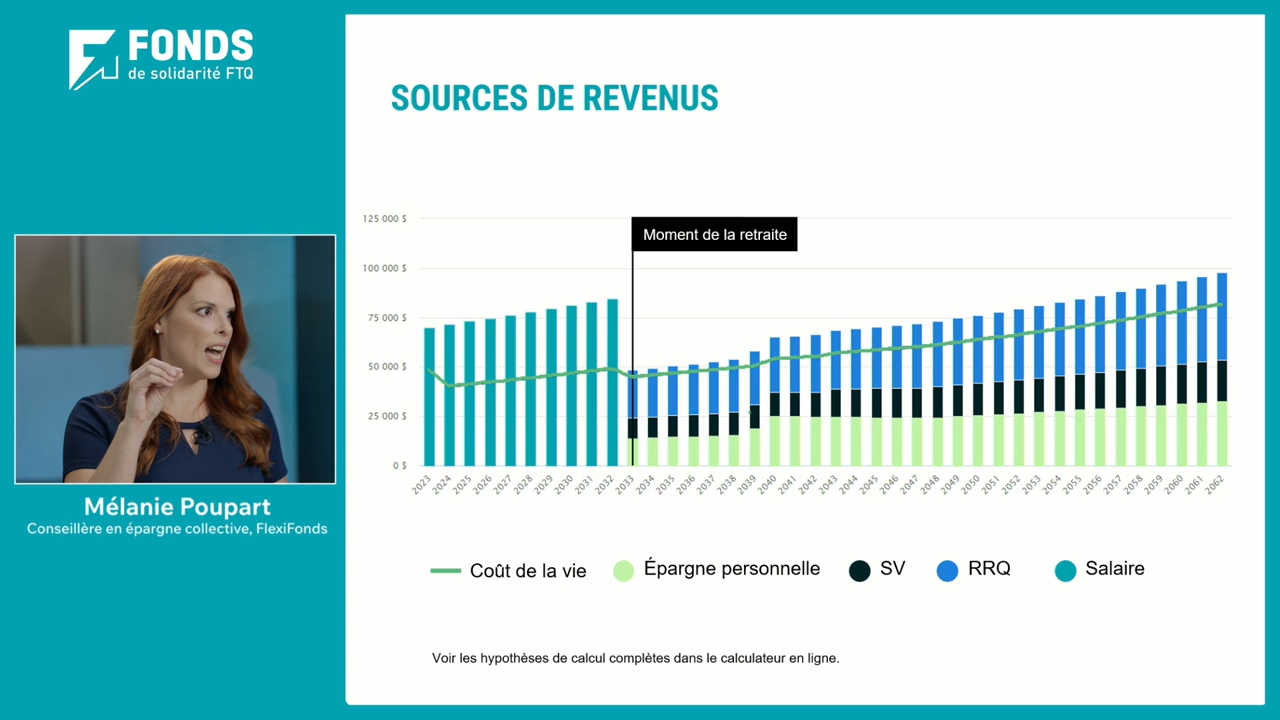 FONDS
de solidarité FTQ
SOURCES DE REVENUS
125 000 $
100 000 $
75 000 $
50 000 $
25 000 $
0 $
Moment de la retraite
2023 2024 2025 2026 2027 2028 2029 2030 2031 2032 2033 2034 2035 2036 2037 2038 2039 2040 2041 2042 2043 2044 2045 2046 2047 2048 2049 2050 2051 2052 2053 2054 2055 2056 2057 2058 2059 2060 2061 2062
Coût de la vie Épargne personnelle SV RRQ Salaire
Voir les hypothèses de calcul complètes dans le calculateur en ligne.
Mélanie Poupart
Conseillère en épargne collective, FlexiFonds